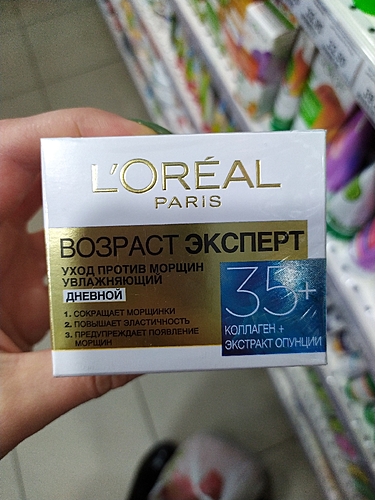 L'ORÉAL
PARIS
ВОЗРАСТ ЭКСПЕРТ
УХОД ПРОТИВ МОРЩИН
УВЛАЖНЯЮЩИЙ
ДНЕВНОЙ
1. СОКРАЩАЕТ МОРЩИНКИ
2. ПОВЫШАЕТ ЭЛАСТИЧНОСТЬ
3. ПРЕДУПРЕЖДАЕТ ПОЯВЛЕНИЕ
МОРЩИН
35+
КОЛЛАГЕН +
ЭКСТРАКТ ОПУНЦИИ